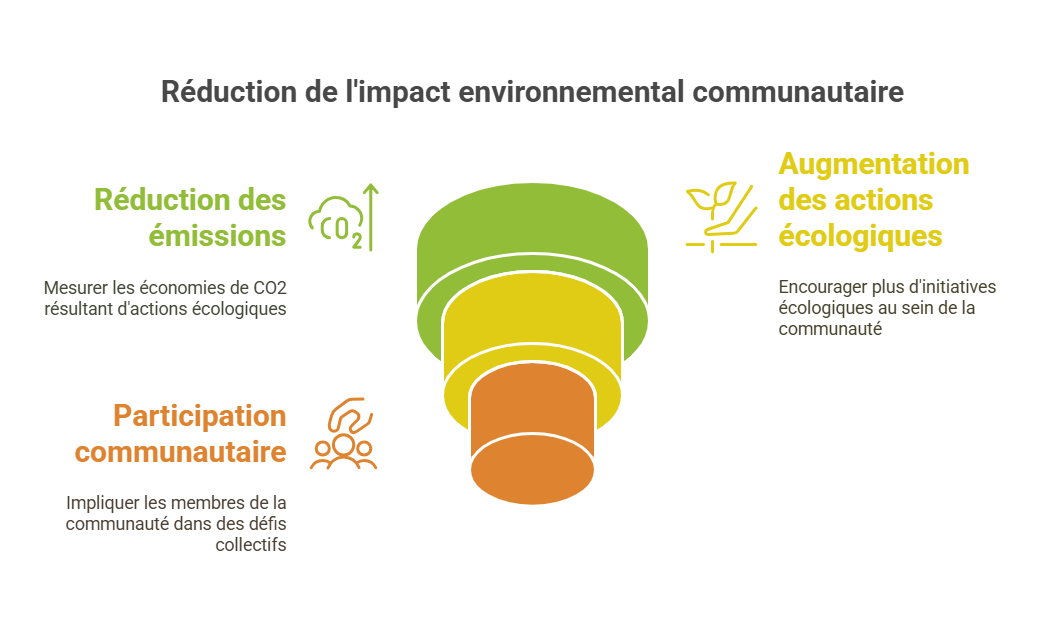 Réduction de l'impact environnemental communautaire
Réduction des
émissions
CO2
Mesurer les économies de CO2
résultant d'actions écologiques
Augmentation
des actions
écologiques
Encourager plus d'initiatives
écologiques au sein de la
communauté
Participation
communautaire
Impliquer les membres de la
communauté dans des défis
collectifs